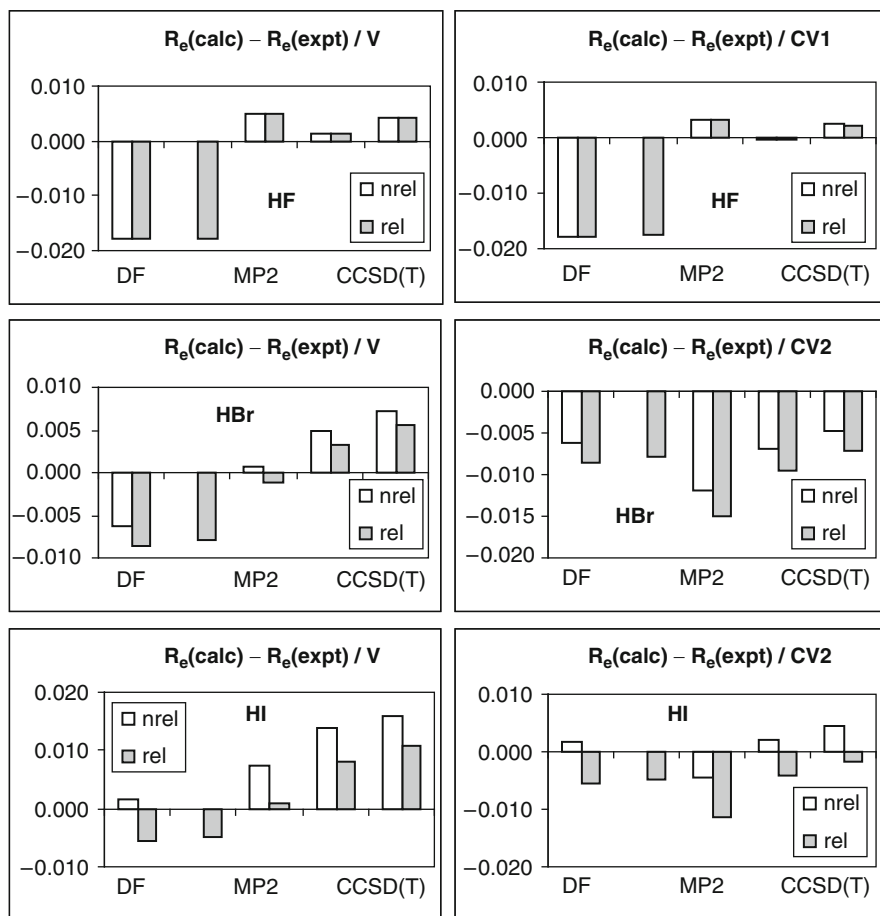 Rₑ(calc) – Rₑ(expt) / V
0.010
0.000
−0.010
−0.020
HF
nrel
rel
DF MP2 CCSD(T)
Rₑ(calc) – Rₑ(expt) / CV1
0.010
0.000
−0.010
−0.020
HF
nrel
rel
DF MP2 CCSD(T)
Rₑ(calc) – Rₑ(expt) / V
0.010
0.005
0.000
−0.005
−0.010
HBr
nrel
rel
DF MP2 CCSD(T)
Rₑ(calc) – Rₑ(expt) / CV2
0.000
−0.005
−0.010
−0.015
−0.020
HBr
nrel
rel
DF MP2 CCSD(T)
Rₑ(calc) – Rₑ(expt) / V
0.020
0.010
0.000
−0.010
nrel
rel
HI
DF MP2 CCSD(T)
Rₑ(calc) – Rₑ(expt) / CV2
0.010
0.000
−0.010
−0.020
HI
nrel
rel
DF MP2 CCSD(T)